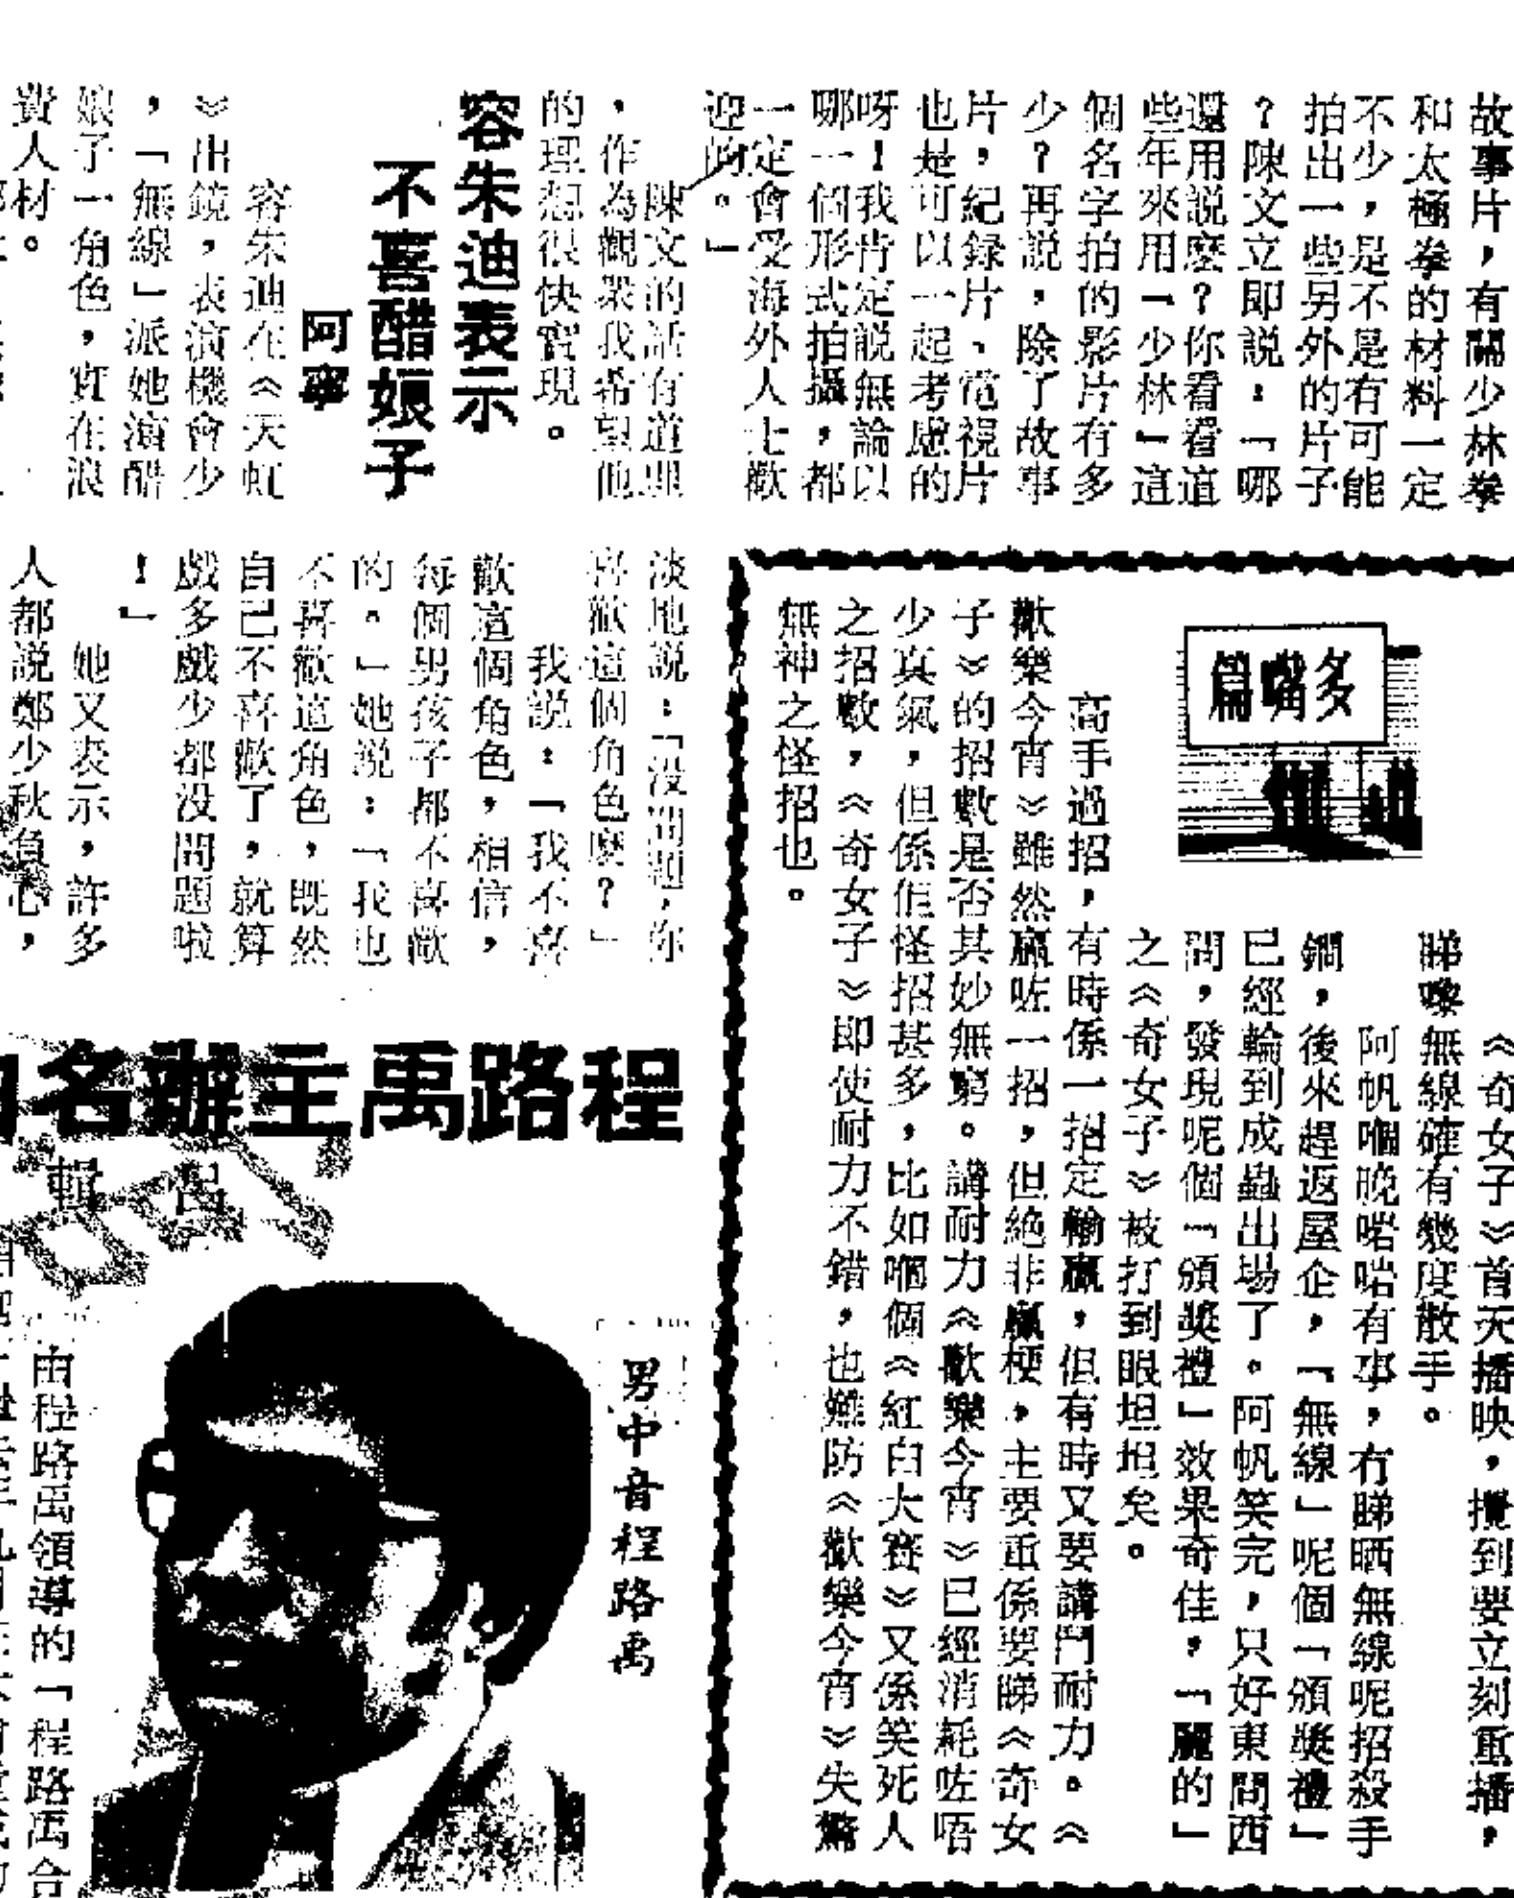 故事片，有關少林拳
和太極拳的材料一定
不少，是不是有可能
拍出一些另外的片子
？陳文立即説：「哪
還用説麼？你看看這
些年來用「少林」這
個名字拍的影片有多
少？再説，除了故事
片，紀録片、電視片
也是可以一起考慮的
呀！我肯定説無論以
哪一個形式拍攝，都
一定會受海外人士歡
迎的。」
陳文的話有道理
，作為觀衆我希望他
的理想很快實現。
容朱迪表示
不喜醋娘子
阿寧
容朱迪在《天虹
》出鏡，表演機會少
，「無線」派她演醋
娘子一角色，實在浪
費人材。
淡地説：「沒問題，你
喜歡這個角色麼？」
我説：「我不喜
歡這個角色，相信，
每個男孩子都不喜歡
的。」她説：「我也
不喜歡這角色，既然
自己不喜歡了，就算
戲多戲少都沒問題啦
！」
她又表示，許多
人都説鄭少秋負心，
多嘴篇
《奇女子》首天播映，攪到要立刻重播，
睇嚟無線確有幾度散手。
阿帆嗰晚啱啱有事，冇睇晒無線呢招殺手
鐧，後來趕返屋企，「無線」呢個「頒獎禮」
已經輪到成龍出場了。阿帆笑完，只好東問西
問，發現呢個「頒獎禮」效果奇佳，「麗的」
之《奇女子》被打到眼坦坦矣。
高手過招，有時係一招定輸贏，但有時又要講鬥耐力。《
歡樂今宵》雖然贏咗一招，但絶非贏梗，主要重係要睇《奇女
子》的招數是否其妙無窮。講耐力《歡樂今宵》已經消耗咗唔
少真氣，但係佢怪招甚多，比如嗰個《紅白大賽》又係笑死人
之招數，《奇女子》即使耐力不錯，也難防《歡樂今宵》失驚
無神之怪招也。
程路禹主辦名
輯
男中音程路禹
由程路禹領導的「程路禹合